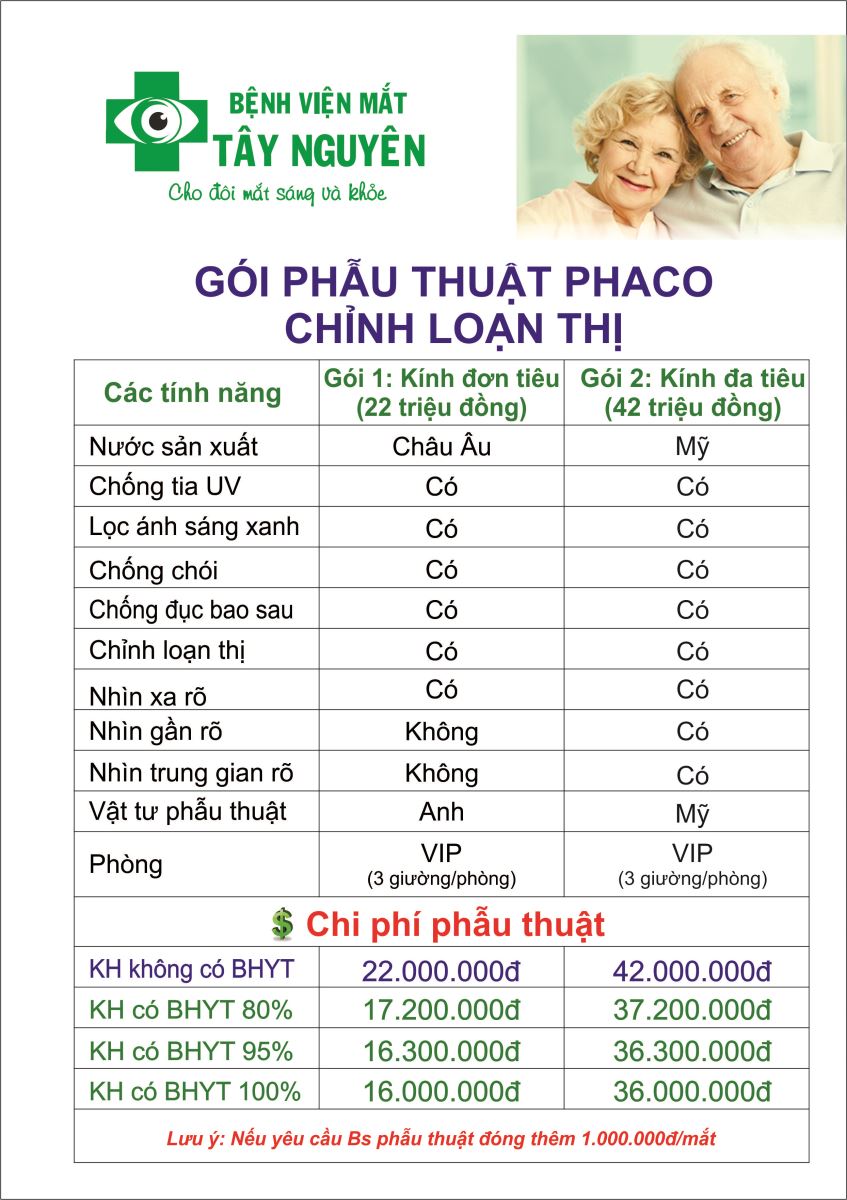 BỆNH VIỆN MẮT
TÂY NGUYÊN
Cho đôi mắt sáng và khỏe
GÓI PHẪU THUẬT PHACO
CHỈNH LOẠN THỊ
Các tính năng
Gói 1: Kính đơn tiêu
(22 triệu đồng)
Gói 2: Kính đa tiêu
(42 triệu đồng)
Nước sản xuất Châu Âu Mỹ
Chống tia UV Có Có
Lọc ánh sáng xanh Có Có
Chống chói Có Có
Chống đục bao sau Có Có
Chỉnh loạn thị Có Có
Nhìn xa rõ Có Có
Nhìn gần rõ Không Có
Nhìn trung gian rõ Không Có
Vật tư phẫu thuật Anh Mỹ
Phòng VIP VIP
(3 giường/phòng) (3 giường/phòng)
$ Chi phí phẫu thuật
KH không có BHYT 22.000.000đ 42.000.000đ
KH có BHYT 80% 17.200.000đ 37.200.000đ
KH có BHYT 95% 16.300.000đ 36.300.000đ
KH có BHYT 100% 16.000.000đ 36.000.000đ
Lưu ý: Nếu yêu cầu Bs phẫu thuật đóng thêm 1.000.000đ/mắt